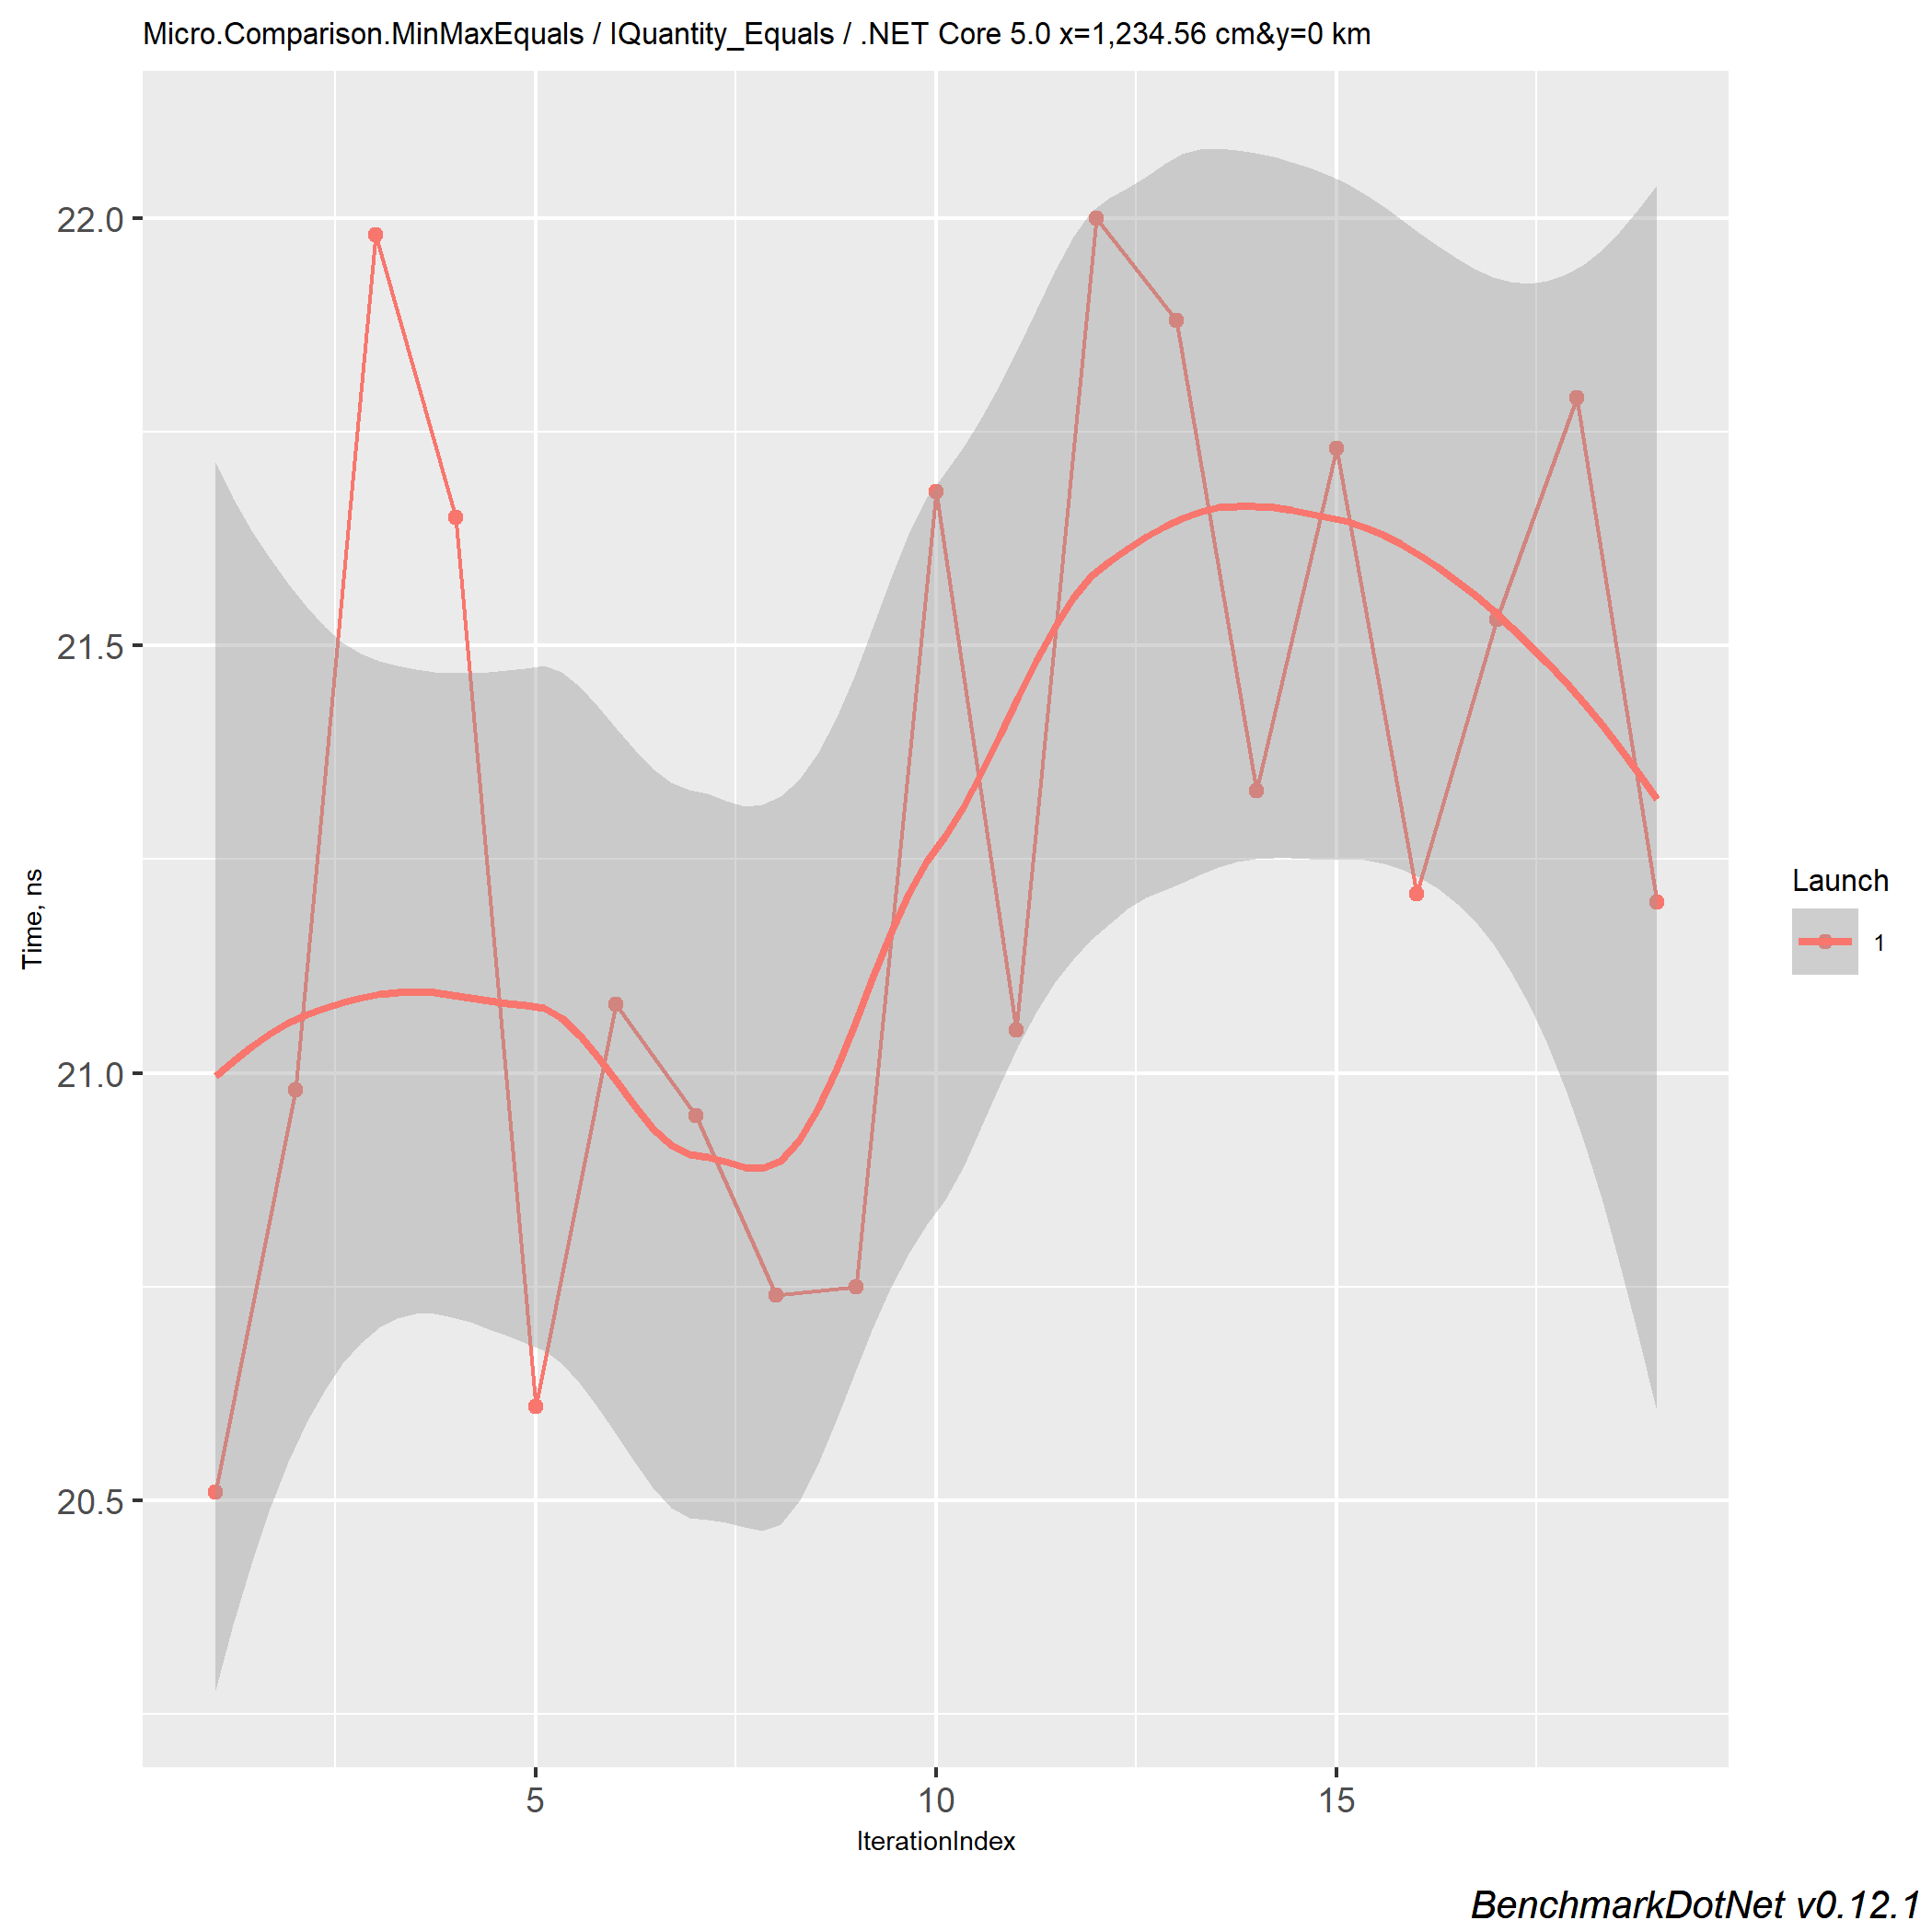 Micro.Comparison.MinMaxEquals / IQuantity_Equals / .NET Core 5.0 x=1,234.56 cm&y=0 km
22.0
21.5
21.0
20.5
Time, ns
5 10 15
IterationIndex
Launch
1
BenchmarkDotNet v0.12.1